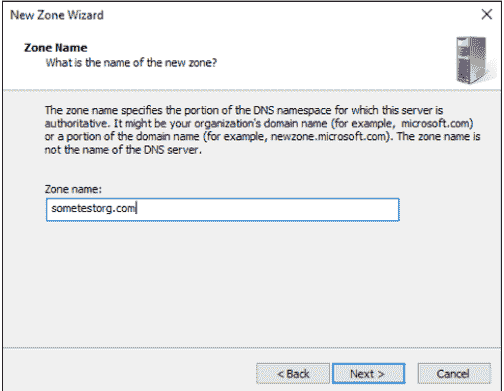 New Zone Wizard
Zone Name
What is the name of the new zone?
The zone name specifies the portion of the DNS namespace for which this server is
authoritative. It might be your organization's domain name (for example, microsoft.com)
or a portion of the domain name (for example, newzone.microsoft.com). The zone name is
not the name of the DNS server.
Zone name:
sometestorg.com
< Back Next > Cancel